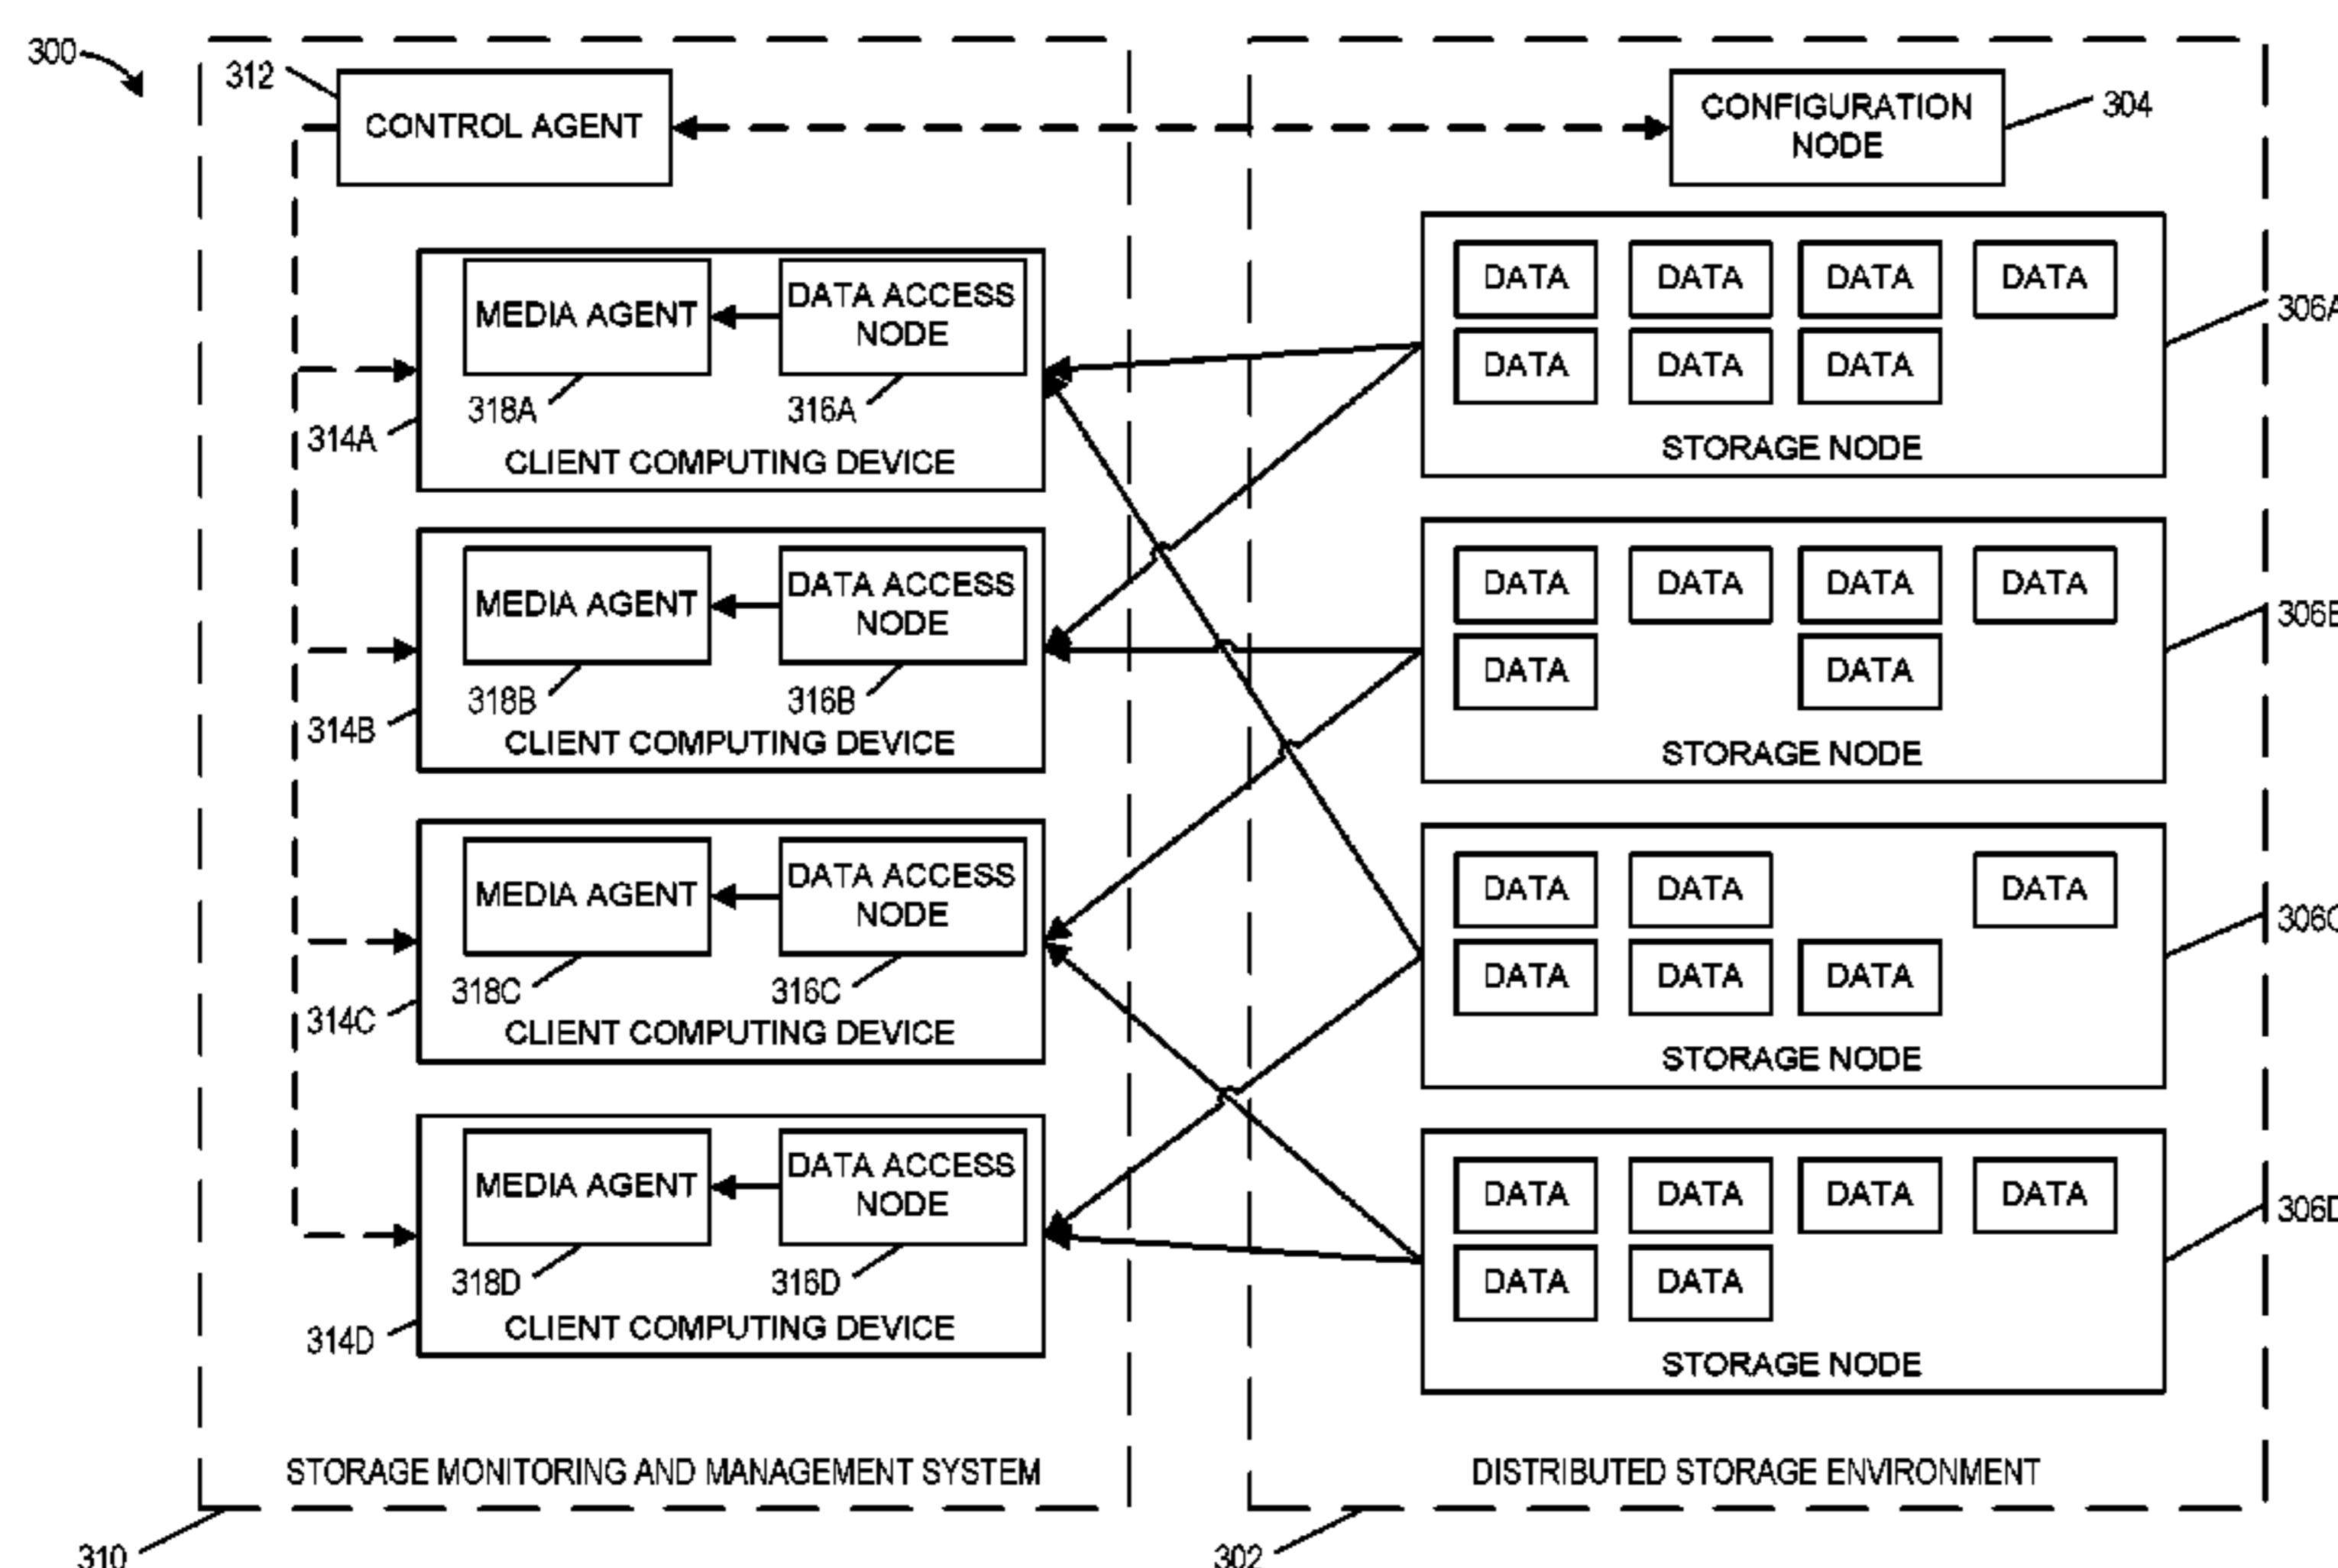 300
312
CONTROL AGENT
CONFIGURATION
NODE
304
MEDIA AGENT
DATA ACCESS
NODE
318A
316A
314A
CLIENT COMPUTING DEVICE
DATA DATA DATA DATA
DATA DATA DATA
STORAGE NODE
306A
MEDIA AGENT
DATA ACCESS
NODE
318B
316B
314B
CLIENT COMPUTING DEVICE
DATA DATA DATA DATA
DATA DATA
STORAGE NODE
306B
MEDIA AGENT
DATA ACCESS
NODE
318C
316C
314C
CLIENT COMPUTING DEVICE
DATA DATA DATA
DATA DATA DATA
STORAGE NODE
306C
MEDIA AGENT
DATA ACCESS
NODE
318D
316D
314D
CLIENT COMPUTING DEVICE
DATA DATA DATA DATA
DATA DATA
STORAGE NODE
306D
STORAGE MONITORING AND MANAGEMENT SYSTEM
DISTRIBUTED STORAGE ENVIRONMENT
310
302